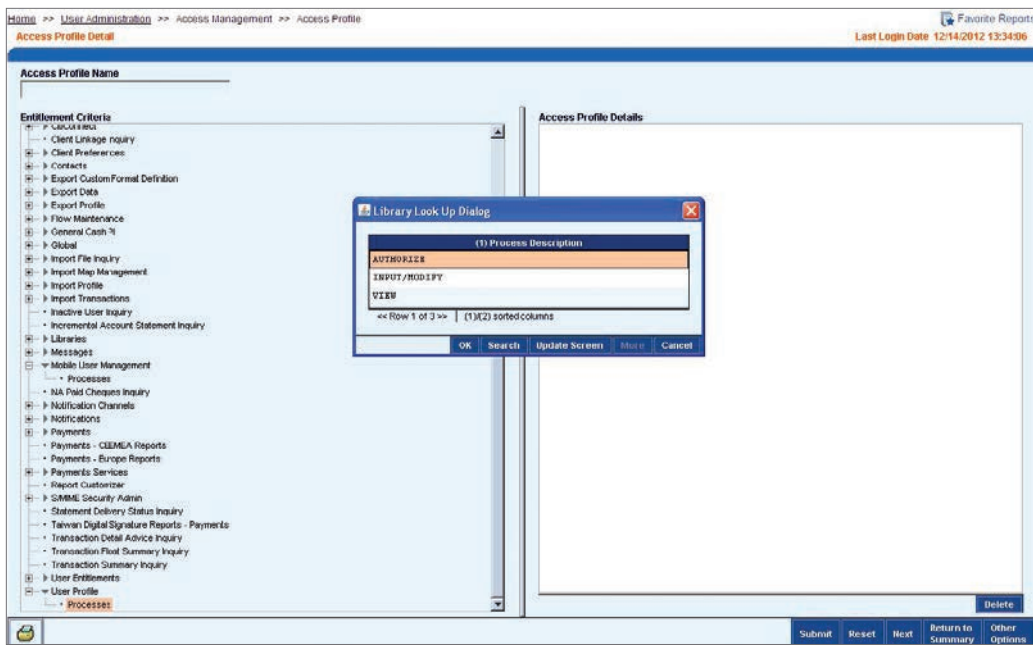 Home >> User Administration >> Access Management >> Access Profile
Favorite Reports
Access Profile Detail
Last Login Date 12/14/2012 13:34:06
Access Profile Name
Entitlement Criteria
Access Profile Details
Client Linkage nquiry
Client Preferences
Contacts
Export Custom Format Definition
Export Data
Export Profile
Flow Maintenance
General Cash
Global
Import File Inquiry
Import Map Management
Import Profile
Import Transactions
Inactive User Inquiry
Incremental Account Statement Inquiry
Libraries
Messages
Mobile User Management
Processes
NA Paid Cheques Inquiry
Notification Channels
Notifications
Payments
Payments - CEEMEA Reports
Payments - Europe Reports
Payments Services
Report Customizer
S/MIME Security Admin
Statement Delivery Status Inquiry
Taiwan Digital Signature Reports - Payments
Transaction Detail Advice Inquiry
Transaction Float Summary Inquiry
Transaction Summary Inquiry
User Entitlements
User Profile
Processes
Library Look Up Dialog
(1) Process Description
AUTHORIZE
INPUT/MODIFY
VIEW
<< Row 1 of 3 >> (1)/(2) sorted columns
OK Search Update Screen More Cancel
Delete
Submit Reset Next Return to Summary Other Options